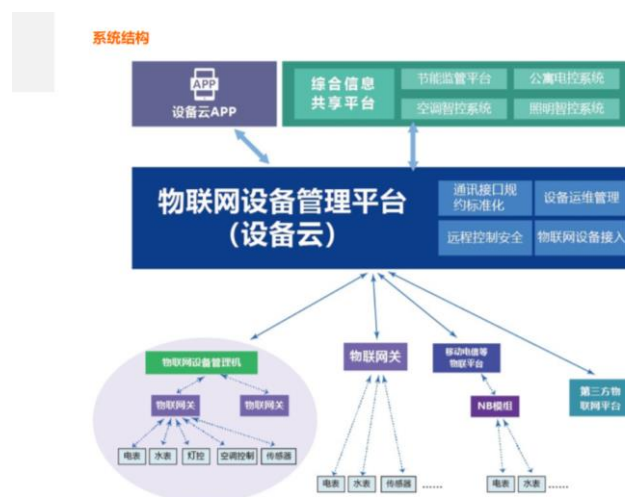 系统结构
APP
设备云APP
综合信息
共享平台
节能监管平台
公寓电控系统
空调智控系统
照明智控系统
物联网设备管理平台
（设备云）
通讯接口规
约标准化
设备运维管理
远程控制安全
物联网设备接入
物联网设备管理机
物联网关
移动电信等
物联平台
第三方物
联网平台
物联网关
物联网关
NB模组
电表
水表
灯控
空调控制
传感器
电表
水表
传感器
......
电表
水表
......